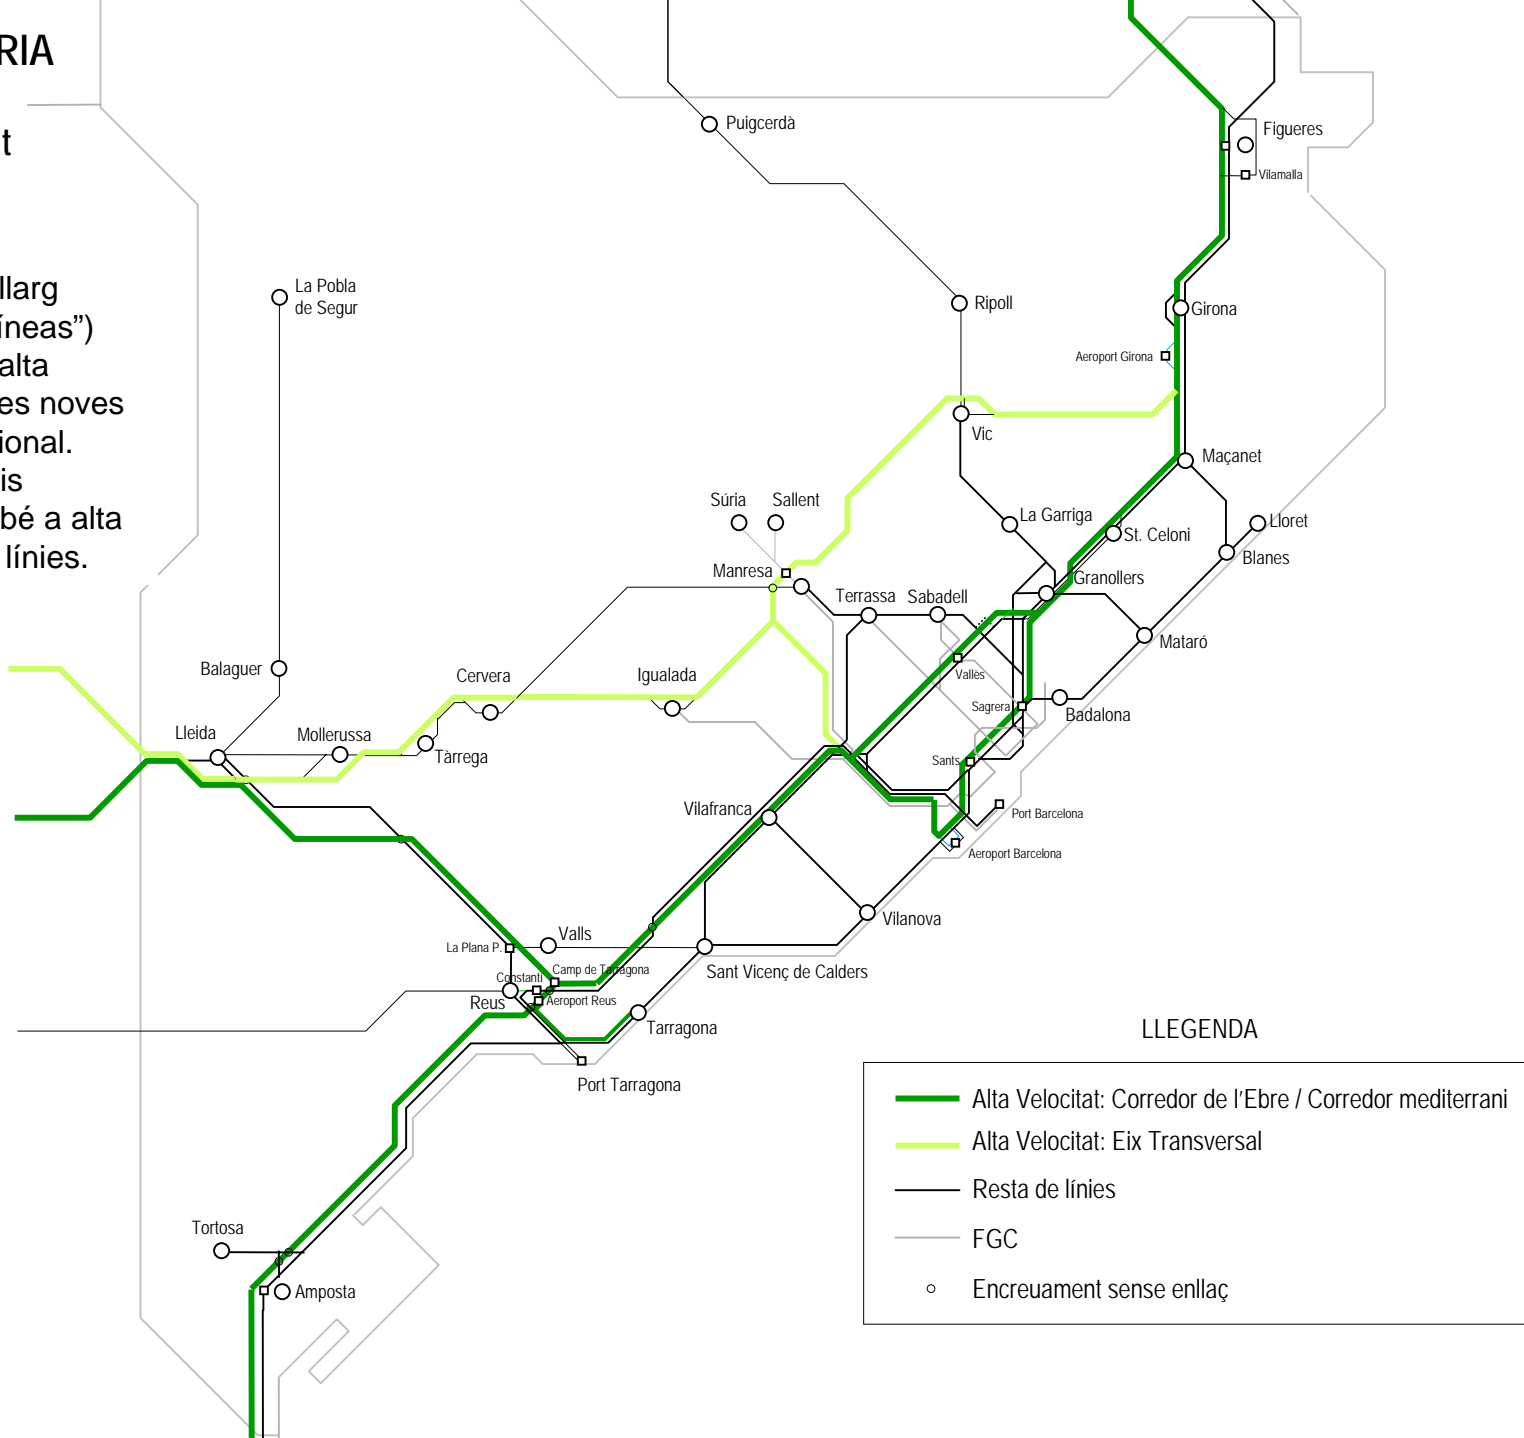 RIA
t
llarg
íneas”)
alta
es noves
ional.
is
bé a alta
línies.
Puigcerdà
Figueres
Vilamalla
La Pobla
de Segur
Ripoll
Girona
Aeroport Girona
Vic
Maçanet
Súria
Sallent
La Garriga
Lloret
St. Celoni
Blanes
Manresa
Granollers
Terrassa
Sabadell
Mataró
Balaguer
Cervera
Igualada
Vallès
Sagrera
Badalona
Lleida
Mollerussa
Tàrrega
Sants
Vilafranca
Port Barcelona
Aeroport Barcelona
Vilanova
Valls
La Plana P.
Camp de Tarragona
Sant Vicenç de Calders
Constantí
Reus
Aeroport Reus
Tarragona
Port Tarragona
Tortosa
Amposta
LLEGENDA
Alta Velocitat: Corredor de l'Ebre / Corredor mediterrani
Alta Velocitat: Eix Transversal
Resta de línies
FGC
Encreuament sense enllaç